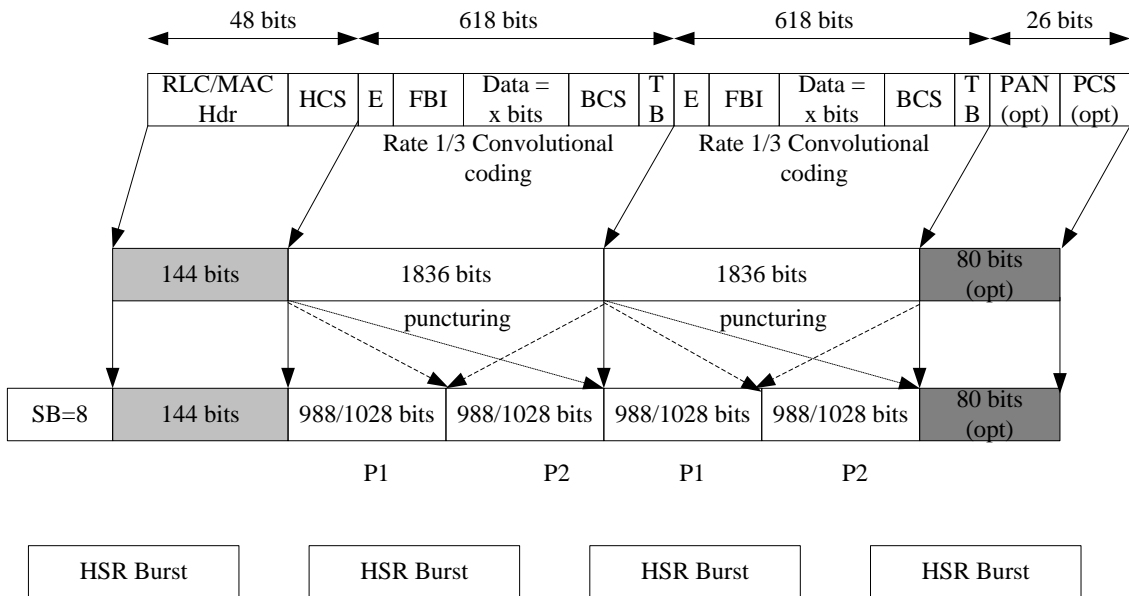 48 bits 618 bits 618 bits 26 bits
RLC/MAC Hdr HCS E FBI Data = x bits BCS T B E FBI Data = x bits BCS T B PAN (opt) PCS (opt)
Rate 1/3 Convolutional coding Rate 1/3 Convolutional coding
144 bits 1836 bits 1836 bits 80 bits (opt)
puncturing puncturing
SB=8 144 bits 988/1028 bits 988/1028 bits 988/1028 bits 988/1028 bits 80 bits (opt)
P1 P2 P1 P2
HSR Burst HSR Burst HSR Burst HSR Burst